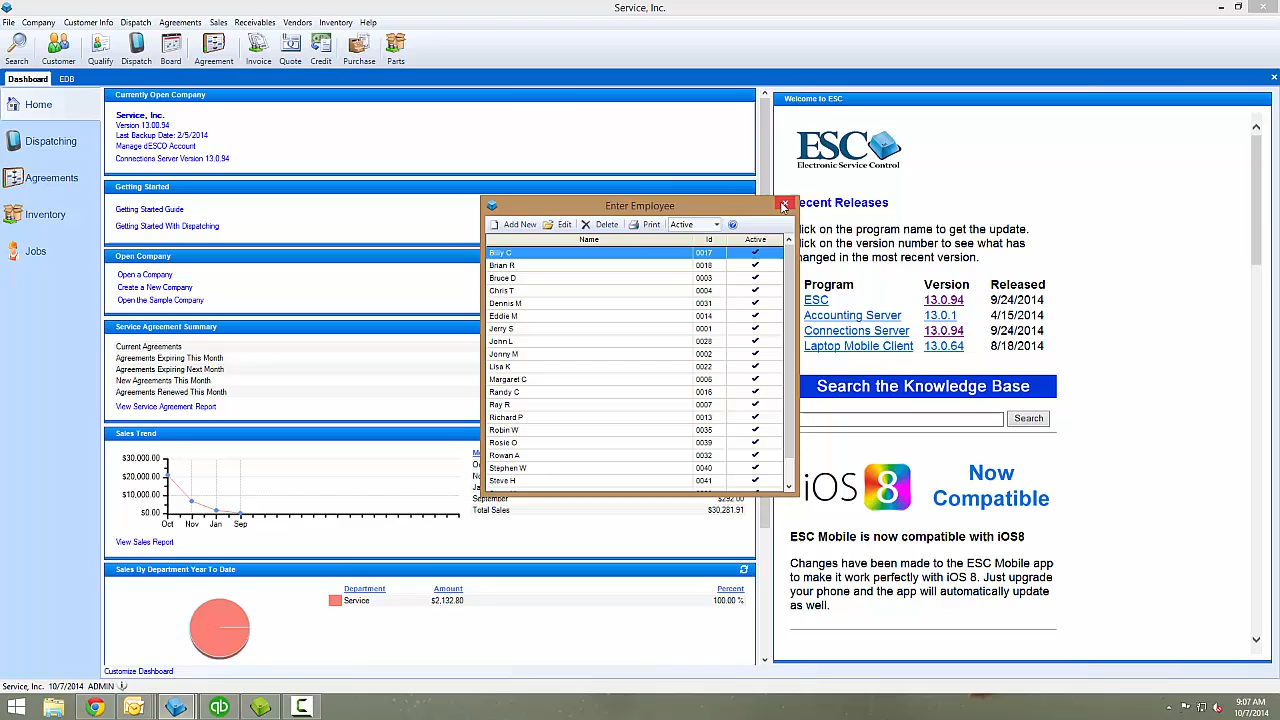 Service, Inc.
File Company Customer Info Dispatch Agreements Sales Receivables Vendors Inventory Help
Search Customer Qualify Dispatch Board Agreement Invoice Quote Credit Purchase Parts
Dashboard EDB
Home
Dispatching
Agreements
Inventory
Jobs
Currently Open Company
Service, Inc.
Version 13.00.94
Last Backup Date: 2/5/2014
Manage dESCO Account
Connections Server Version 13.0.94
Getting Started
Getting Started Guide
Getting Started With Dispatching
Open Company
Open a Company
Create a New Company
Open the Sample Company
Service Agreement Summary
Current Agreements
Agreements Expiring This Month
Agreements Expiring Next Month
New Agreements This Month
Agreements Renewed This Month
View Service Agreement Report
Sales Trend
$30,000.00
$20,000.00
$10,000.00
$0.00
Oct Nov Jan Sep
September $292.00
Total Sales $30,281.91
View Sales Report
Sales By Department Year To Date
Department Amount Percent
Service $2,132.80 100.00 %
Customize Dashboard
Enter Employee
Add New Edit Delete Print Active
Name Id Active
Billy C 0017
Brian R 0018
Bruce D 0003
Chris T 0004
Dennis M 0031
Eddie M 0014
Jerry S 0001
John L 0028
Jonny M 0002
Lisa K 0022
Margaret C 0006
Randy C 0016
Ray R 0007
Richard P 0013
Robin W 0035
Rosie O 0039
Rowan A 0032
Stephen W 0040
Steve H 0041
Welcome to ESC
ESC
Electronic Service Control
ecent Releases
lick on the program name to get the update.
lick on the version number to see what has
hanged in the most recent version.
Program Version Released
ESC 13.0.94 9/24/2014
Accounting Server 13.0.1 4/15/2014
Connections Server 13.0.94 9/24/2014
Laptop Mobile Client 13.0.64 8/18/2014
Search the Knowledge Base
Search
iOS 8 Now
Compatible
ESC Mobile is now compatible with iOS8
Changes have been made to the ESC Mobile app
to make it work perfectly with iOS 8. Just upgrade
your phone and the app will automatically update
as well.
Service, Inc. 10/7/2014 ADMIN
9:07 AM
10/7/2014